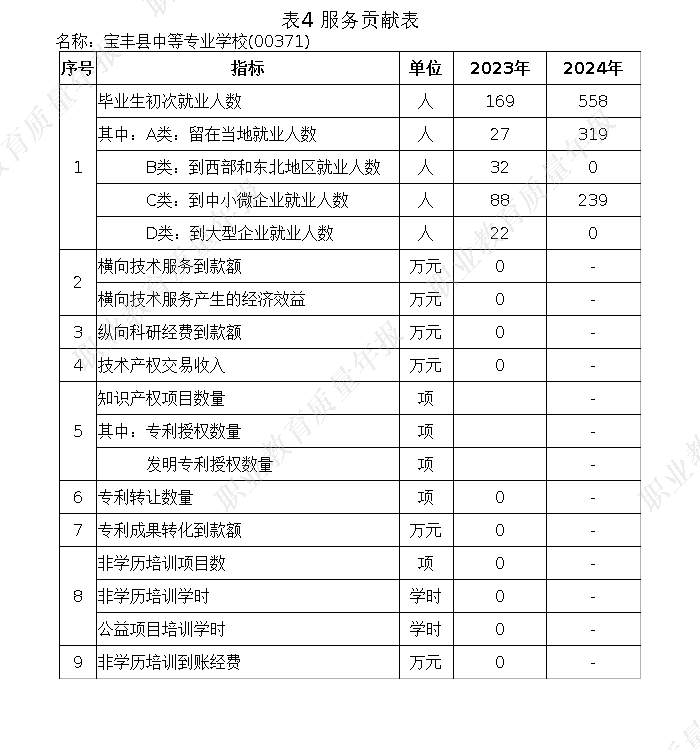 表4 服务贡献表
名称：宝丰县中等专业学校(00371)
序号 指标 单位 2023年 2024年
1 毕业生初次就业人数 人 169 558
其中：A类：留在当地就业人数 人 27 319
B类：到西部和东北地区就业人数 人 32 0
C类：到中小微企业就业人数 人 88 239
D类：到大型企业就业人数 人 22 0
2 横向技术服务到款额 万元 0 -
横向技术服务产生的经济效益 万元 0 -
3 纵向科研经费到款额 万元 0 -
4 技术产权交易收入 万元 0 -
5 知识产权项目数量 项 -
其中：专利授权数量 项 -
发明专利授权数量 项 -
6 专利转让数量 项 0 -
7 专利成果转化到款额 万元 0 -
8 非学历培训项目数 项 0 -
非学历培训学时 学时 0 -
公益项目培训学时 学时 0 -
9 非学历培训到账经费 万元 0 -
职业教育质量年报